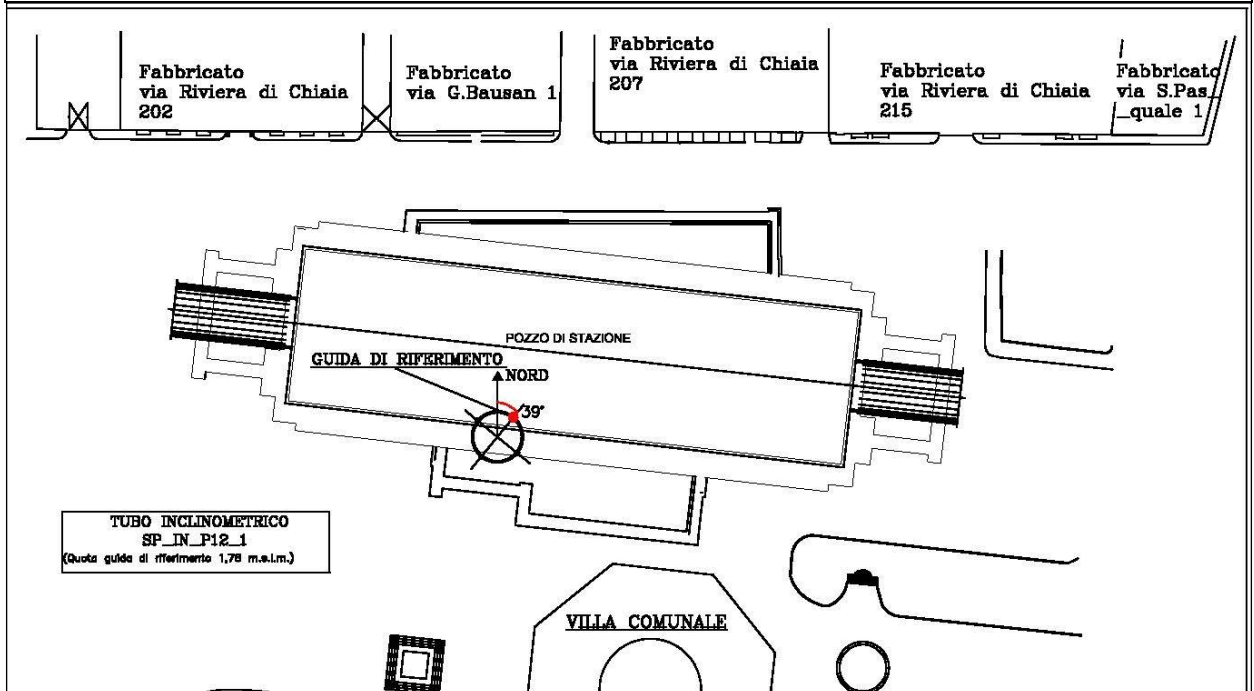 Fabbricato
via Riviera di Chiaia
202
Fabbricato
via G.Bausan 1
Fabbricato
via Riviera di Chiaia
207
Fabbricato
via Riviera di Chiaia
215
Fabbricato
via S.Pas_
_quale 1
POZZO DI STAZIONE
GUIDA DI RIFERIMENTO
NORD
39°
TUBO INCLINOMETRICO
SP_IN_P12_1
(Quota guida di riferimento 1,78 m.s.l.m.)
VILLA COMUNALE